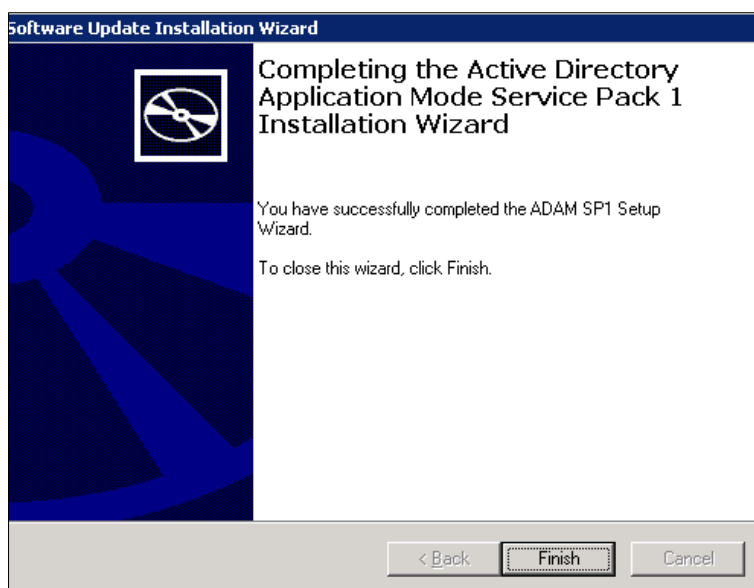 Software Update Installation Wizard
Completing the Active Directory
Application Mode Service Pack 1
Installation Wizard
You have successfully completed the ADAM SP1 Setup
Wizard.
To close this wizard, click Finish.
< Back
Finish
Cancel